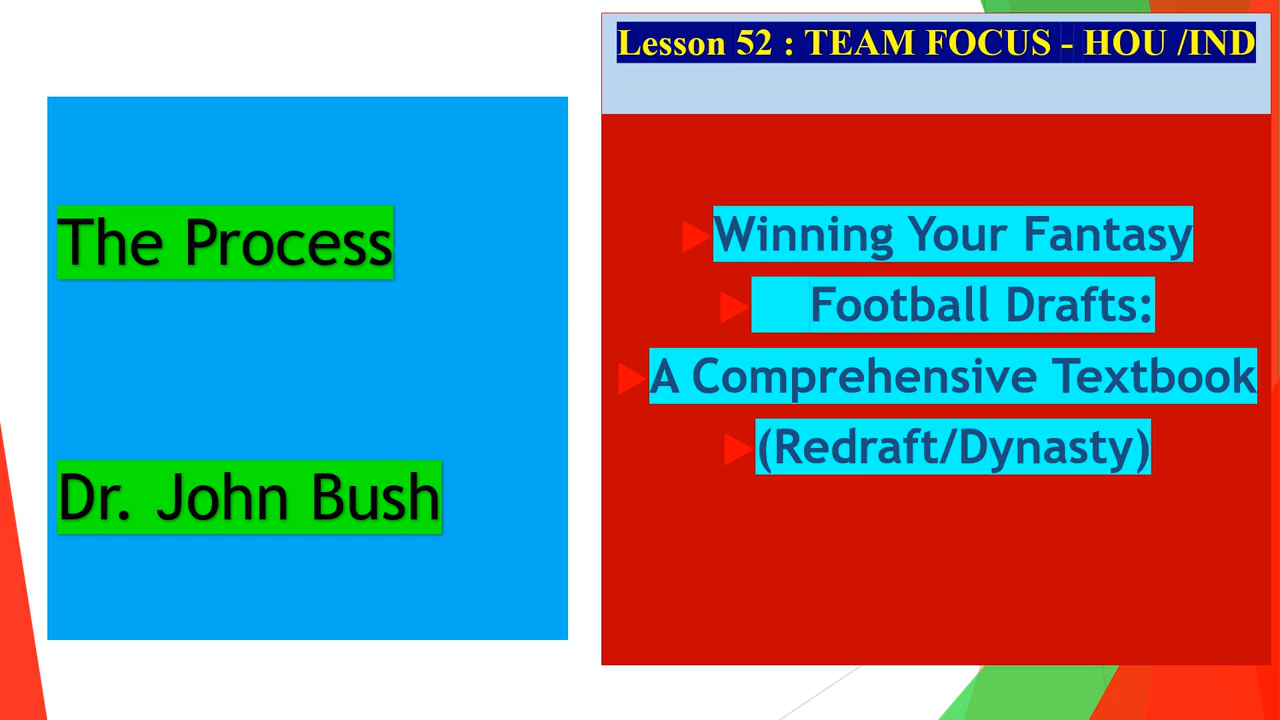 The Process
Dr. John Bush
Lesson 52 : TEAM FOCUS - HOU /IND
Winning Your Fantasy
Football Drafts:
A Comprehensive Textbook
(Redraft/Dynasty)